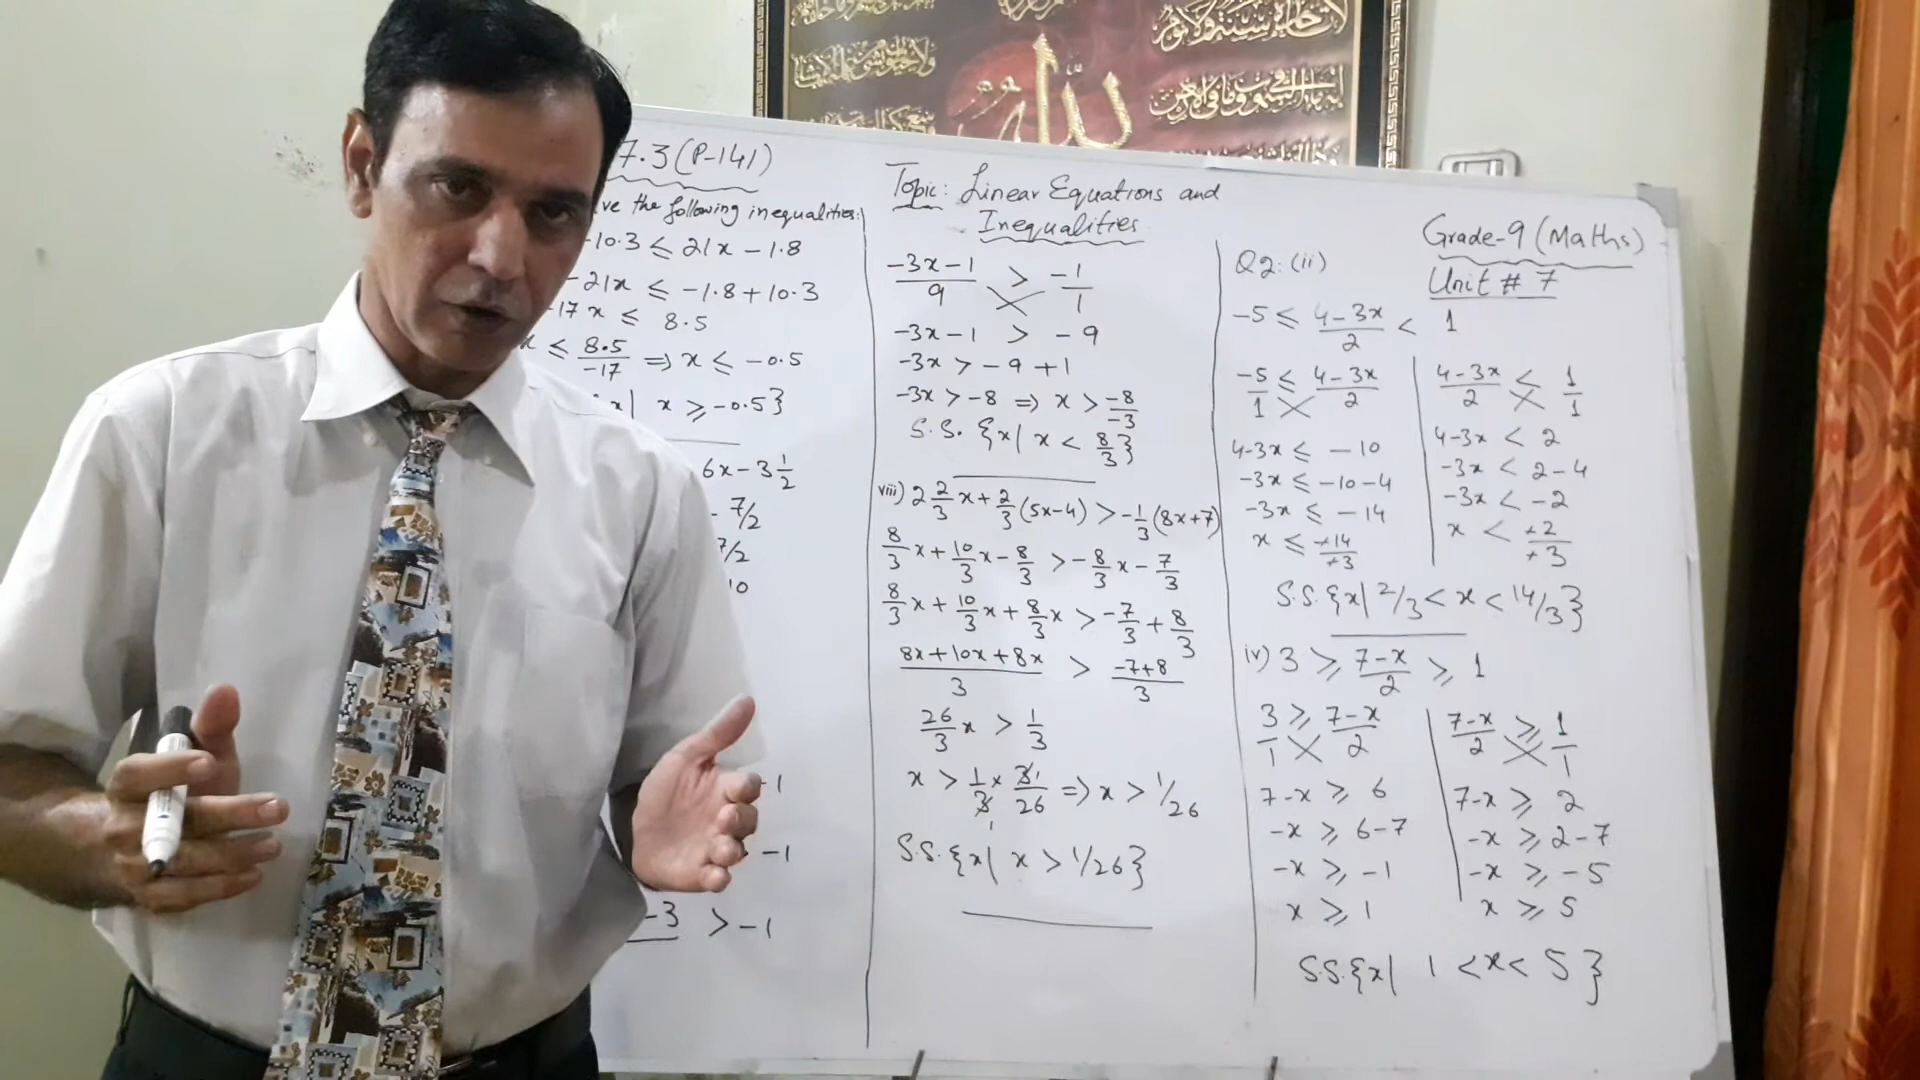 7.3 (P-141)
ve the following inequalities:
-10.3 ≤ 21x - 1.8
-21x ≤ -1.8 + 10.3
-17x ≤ 8.5
x ≤ 8.5/-17 ⇒ x ≤ -0.5
x| x ≥ -0.5}
6x - 3 1/2
- 7/2
7/2
10
-1
-1
-3 > -1
Topic: Linear Equations and
Inequalities
-3x-1/9 > -1/1
-3x-1 > -9
-3x > -9 + 1
-3x > -8 ⇒ x > -8/-3
S.S. {x| x < 8/3}
viii) 2 2/3 x + 2/3 (5x-4) > -1/3 (8x+7)
8/3 x + 10/3 x - 8/3 > -8/3 x - 7/3
8/3 x + 10/3 x + 8/3 x > -7/3 + 8/3
8x+10x+8x/3 > -7+8/3
26/3 x > 1/3
x > 1/3 × 3/26 ⇒ x > 1/26
S.S. {x| x > 1/26}
Grade-9 (Maths)
Unit # 7
Q2: (ii)
-5 ≤ 4-3x/2 < 1
-5/1 ≤ 4-3x/2
4-3x ≤ -10
-3x ≤ -10-4
-3x ≤ -14
x ≤ +14/+3
4-3x/2 < 1/1
4-3x < 2
-3x < 2-4
-3x < -2
x < +2/+3
S.S. {x| 2/3 < x < 14/3}
iv) 3 ≥ 7-x/2 ≥ 1
3/1 ≥ 7-x/2
7-x ≥ 6
-x ≥ 6-7
-x ≥ -1
x ≥ 1
7-x/2 ≥ 1/1
7-x ≥ 2
-x ≥ 2-7
-x ≥ -5
x ≥ 5
S.S. {x| 1 < x < 5}